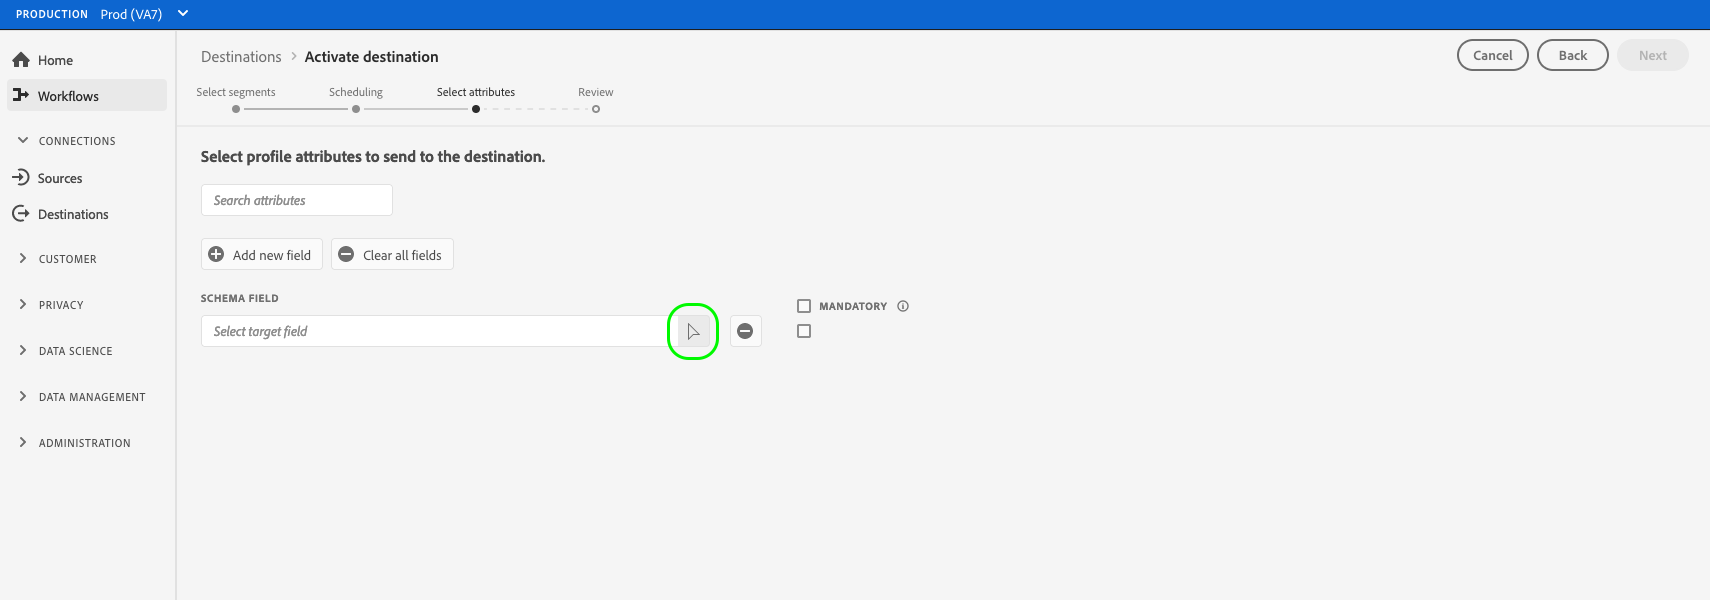 PRODUCTION Prod (VA7)
Home
Workflows
CONNECTIONS
Sources
Destinations
CUSTOMER
PRIVACY
DATA SCIENCE
DATA MANAGEMENT
ADMINISTRATION
Destinations > Activate destination
Cancel Back Next
Select segments Scheduling Select attributes Review
Select profile attributes to send to the destination.
Search attributes
Add new field Clear all fields
SCHEMA FIELD
MANDATORY
Select target field